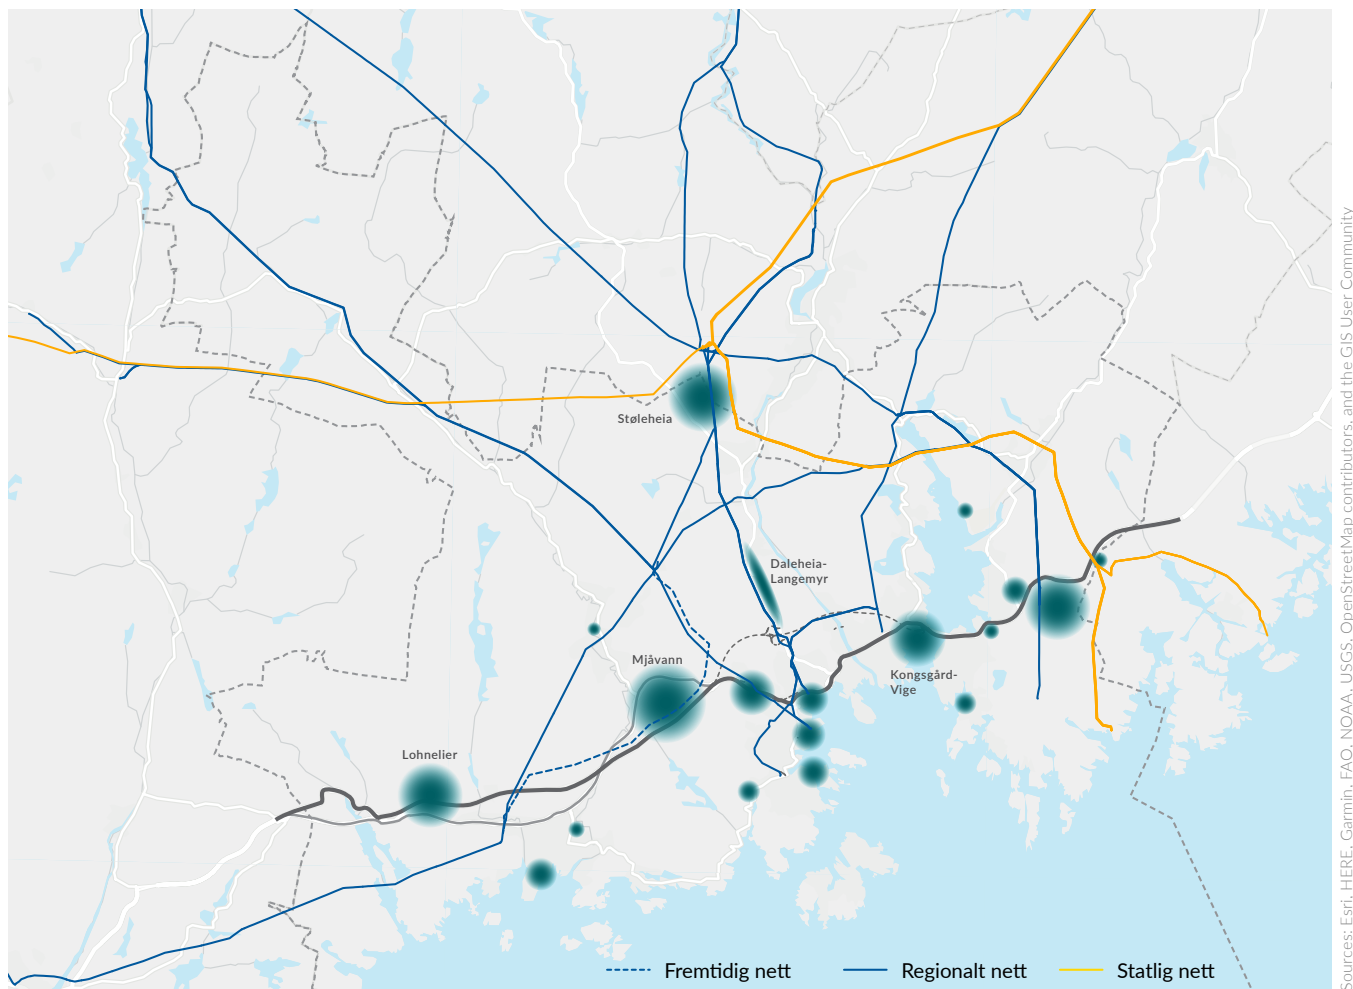 Støleheia
Daleheia-
Langemyr
Mjåvann
Kongsgård-
Vige
Lohnelier
Fremtidig nett
Regionalt nett
Statlig nett
Sources: Esri, HERE, Garmin, FAO, NOAA, USGS, OpenStreetMap contributors, and the GIS User Community